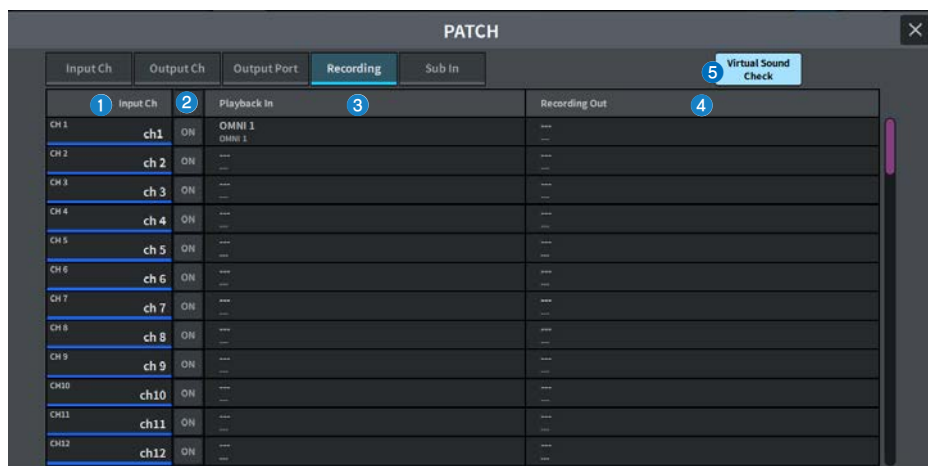 PATCH
Input Ch Output Ch Output Port Recording Sub In
5 Virtual Sound
Check
1 Input Ch 2 Playback In 3 Recording Out 4
CH 1 ch1 ON OMNI 1 ---
OMNI 1 ---
CH 2 ch 2 ON --- ---
--- ---
CH 3 ch 3 ON --- ---
--- ---
CH 4 ch 4 ON --- ---
--- ---
CH 5 ch 5 ON --- ---
--- ---
CH 6 ch 6 ON --- ---
--- ---
CH 7 ch 7 ON --- ---
--- ---
CH 8 ch 8 ON --- ---
--- ---
CH 9 ch 9 ON --- ---
--- ---
CH10 ch10 ON --- ---
--- ---
CH11 ch11 ON --- ---
--- ---
CH12 ch12 ON --- ---
--- ---